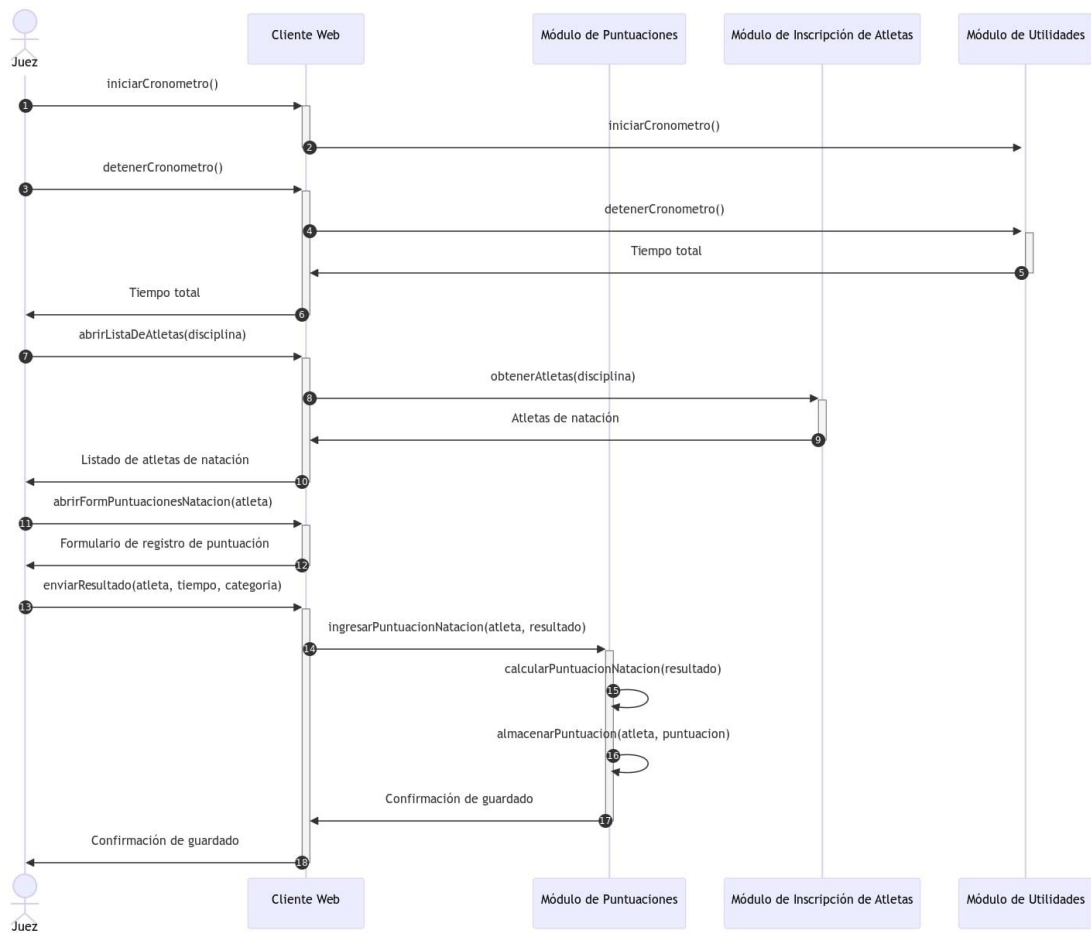 Juez
Cliente Web
Módulo de Puntuaciones
Módulo de Inscripción de Atletas
Módulo de Utilidades
iniciarCronometro()
1
iniciarCronometro()
2
detenerCronometro()
3
detenerCronometro()
4
Tiempo total
5
Tiempo total
6
abrirListaDeAtletas(disciplina)
7
obtenerAtletas(disciplina)
8
Atletas de natación
9
Listado de atletas de natación
10
abrirFormPuntuacionesNatacion(atleta)
11
Formulario de registro de puntuación
12
enviarResultado(atleta, tiempo, categoria)
13
ingresarPuntuacionNatacion(atleta, resultado)
14
calcularPuntuacionNatacion(resultado)
15
almacenarPuntuacion(atleta, puntuacion)
16
Confirmación de guardado
17
Confirmación de guardado
18
Juez
Cliente Web
Módulo de Puntuaciones
Módulo de Inscripción de Atletas
Módulo de Utilidades